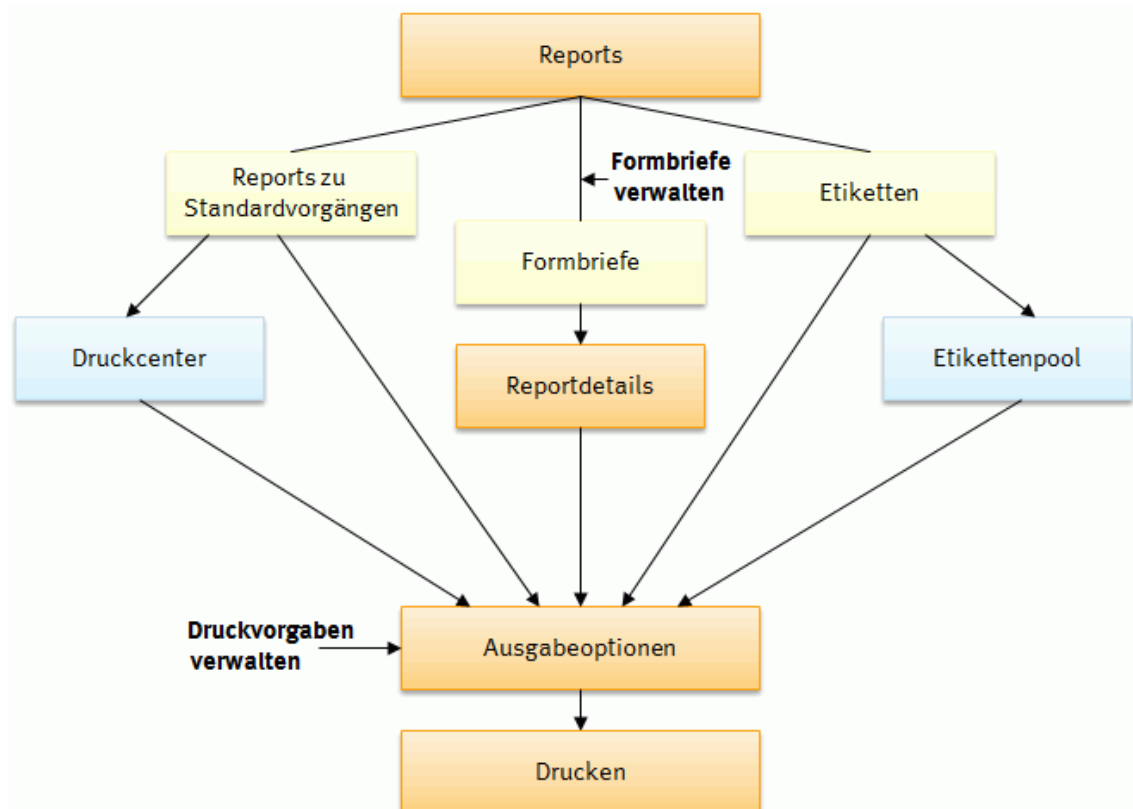 Reports
Reports zu
Standardvorgängen
Formbriefe
verwalten
Etiketten
Formbriefe
Druckcenter
Reportdetails
Etikettenpool
Druckvorgaben
verwalten
Ausgabeoptionen
Drucken